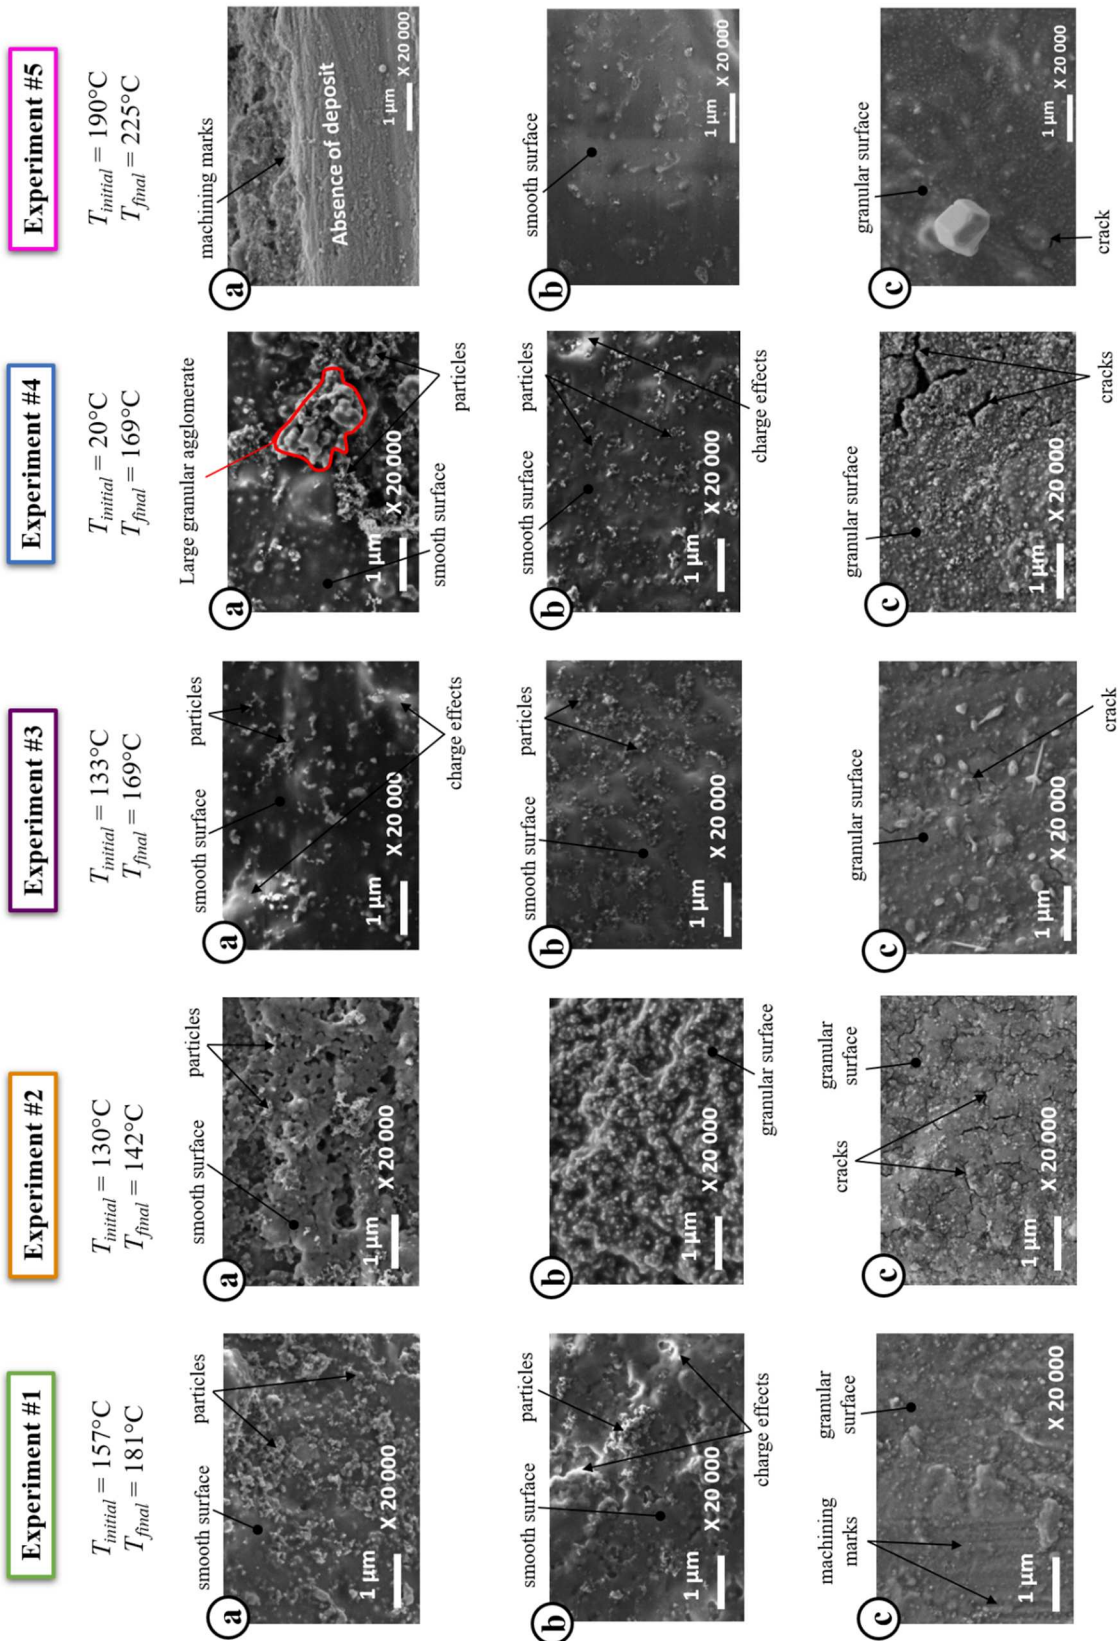 Experiment #1
T_initial = 157°C
T_final = 181°C
a
smooth surface
particles
1 µm
X 20 000
b
smooth surface
particles
charge effects
1 µm
X 20 000
c
machining
marks
granular
surface
1 µm
X 20 000
Experiment #2
T_initial = 130°C
T_final = 142°C
a
smooth surface
particles
1 µm
X 20 000
b
granular surface
1 µm
X 20 000
c
cracks
granular
surface
1 µm
X 20 000
Experiment #3
T_initial = 133°C
T_final = 169°C
a
smooth surface
particles
charge effects
1 µm
X 20 000
b
smooth surface
particles
1 µm
X 20 000
c
granular surface
crack
1 µm
X 20 000
Experiment #4
T_initial = 20°C
T_final = 169°C
a
Large granular agglomerate
smooth surface
particles
1 µm
X 20 000
b
smooth surface
particles
charge effects
1 µm
X 20 000
c
granular surface
cracks
1 µm
X 20 000
Experiment #5
T_initial = 190°C
T_final = 225°C
a
machining marks
Absence of deposit
1 µm
X 20 000
b
smooth surface
1 µm
X 20 000
c
granular surface
crack
1 µm
X 20 000